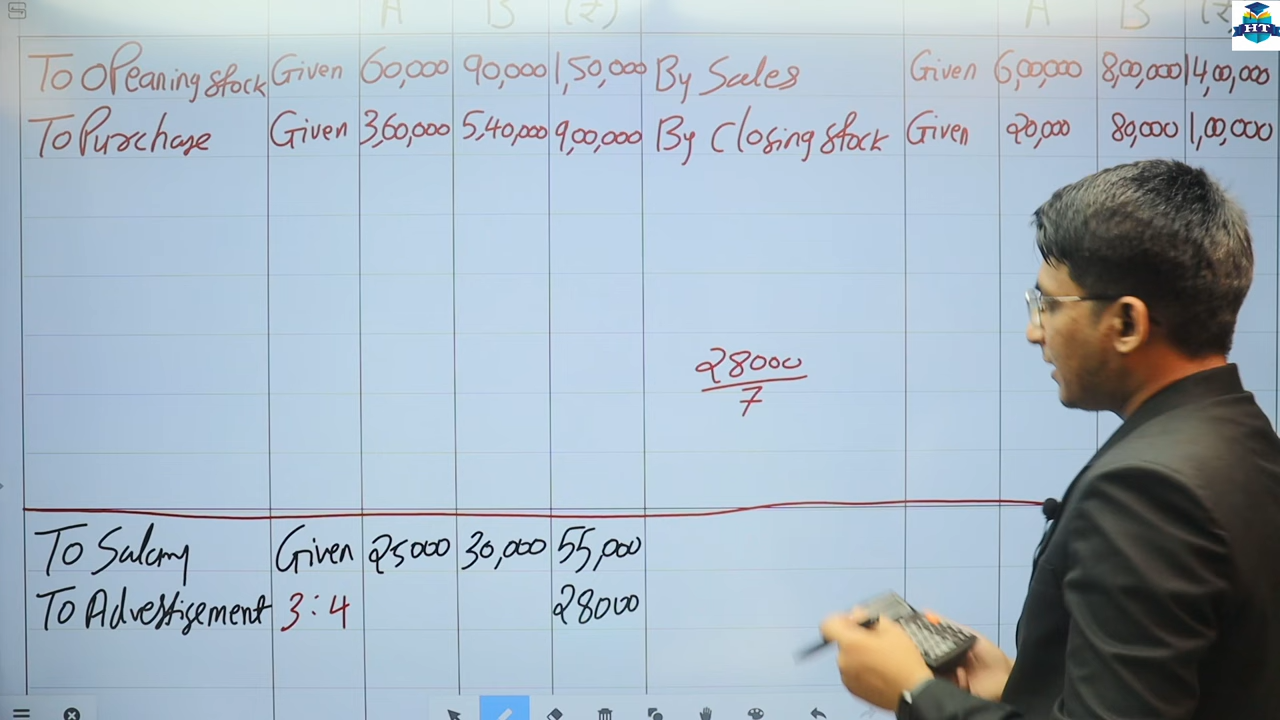 A B (₹) A B (₹
To Opeaning stock Given 60,000 90,000 1,50,000 By Sales Given 6,00,000 8,00,000 14,00,000
To Purchase Given 3,60,000 5,40,000 9,00,000 By Closing stock Given 20,000 80,000 1,00,000
28000
7
To Salary Given 25000 30,000 55,000
To Advertisement 3:4 28000
HT